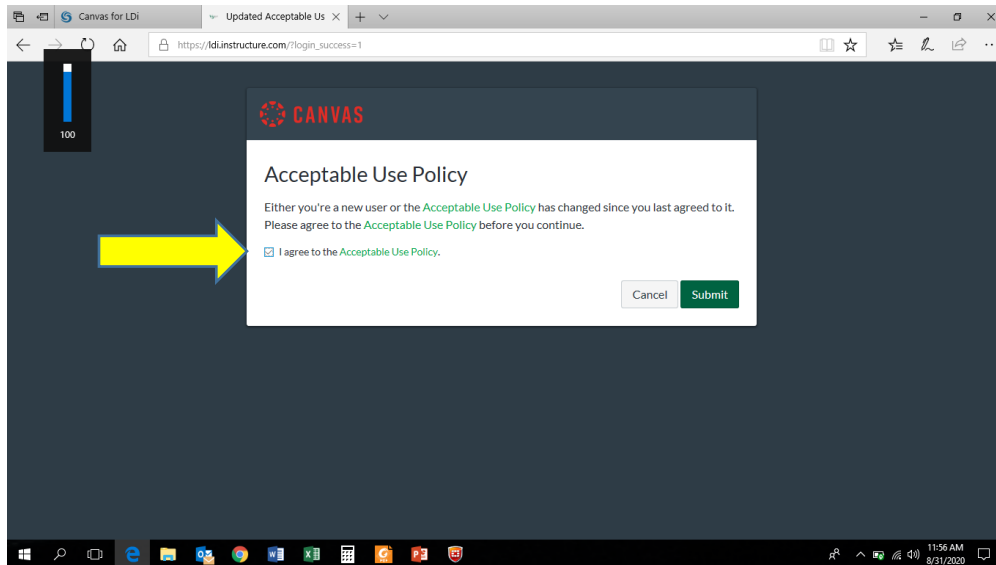 Canvas for LDi
Updated Acceptable Us
https://ldi.instructure.com/?login_success=1
100
CANVAS
Acceptable Use Policy
Either you're a new user or the Acceptable Use Policy has changed since you last agreed to it.
Please agree to the Acceptable Use Policy before you continue.
I agree to the Acceptable Use Policy.
Cancel Submit
11:56 AM
8/31/2020